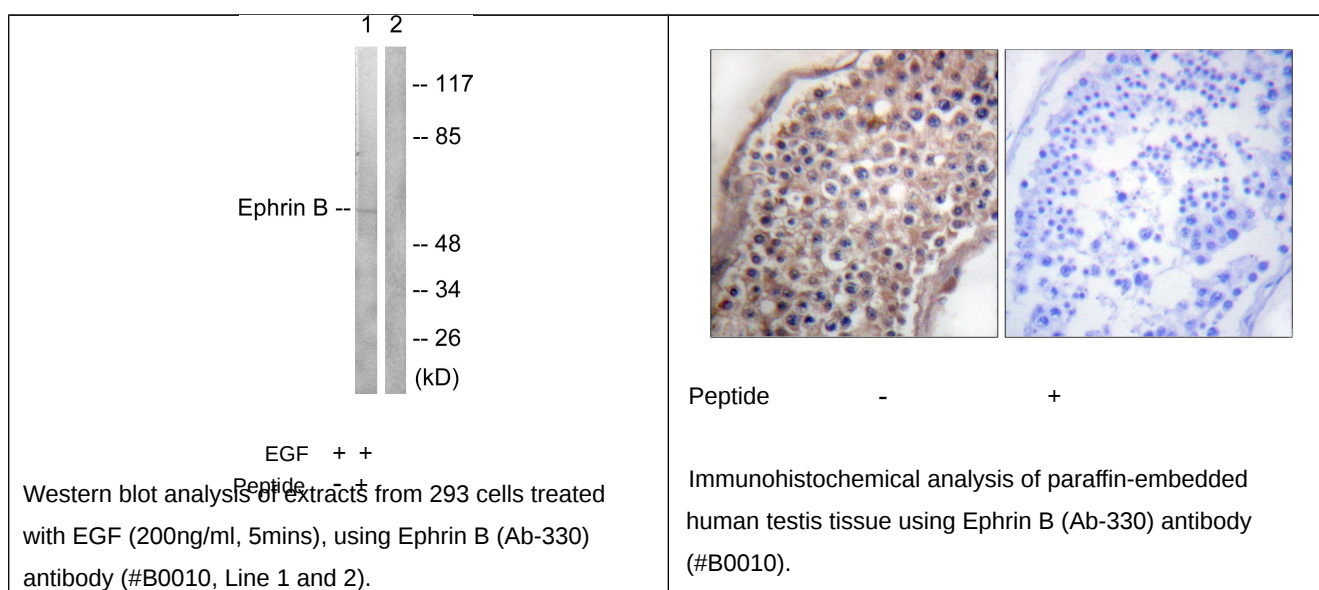 1 2
-- 117
-- 85
Ephrin B --
-- 48
-- 34
-- 26
(kD)
EGF + +
Peptide - +
Western blot analysis of extracts from 293 cells treated
with EGF (200ng/ml, 5mins), using Ephrin B (Ab-330)
antibody (#B0010, Line 1 and 2).
Peptide - +
Immunohistochemical analysis of paraffin-embedded
human testis tissue using Ephrin B (Ab-330) antibody
(#B0010).